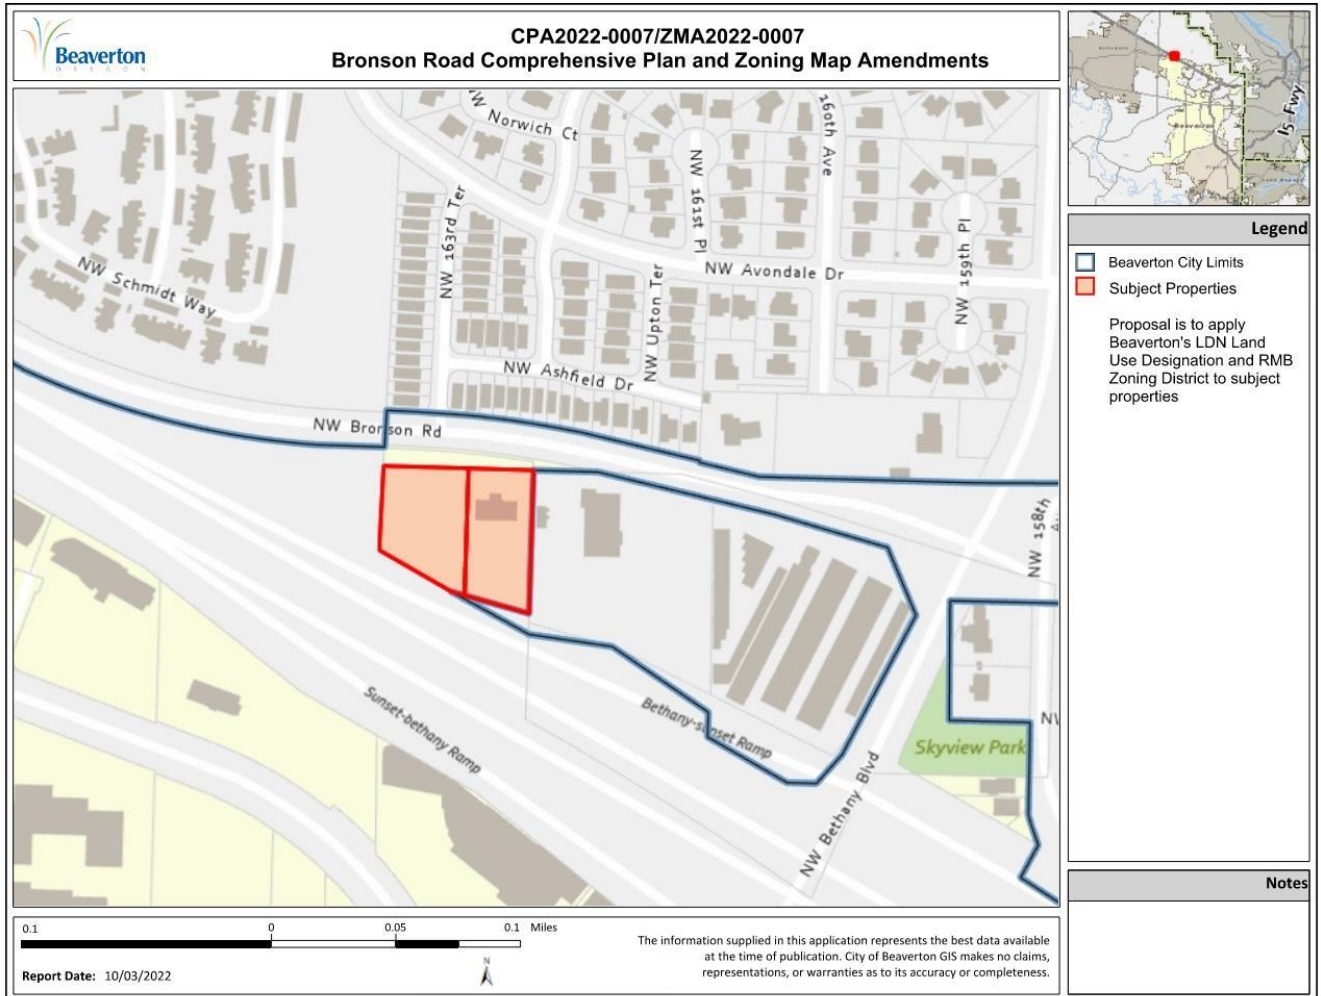 Beaverton
OREGON
CPA2022-0007/ZMA2022-0007
Bronson Road Comprehensive Plan and Zoning Map Amendments
I5 Fwy
Beaverton
NW Norwich Ct
160th Ave
NW 161st Pl
NW 163rd Ter
NW 159th Pl
NW Avondale Dr
NW Schmidt Way
NW Upton Ter
NW Ashfield Dr
NW Bronson Rd
NW 158th
NW
Sunset-bethany Ramp
Bethany-sunset Ramp
Skyview Park
NW Bethany Blvd
Legend
Beaverton City Limits
Subject Properties
Proposal is to apply
Beaverton's LDN Land
Use Designation and RMB
Zoning District to subject
properties
Notes
0.1 0 0.05 0.1 Miles
Report Date: 10/03/2022
N
The information supplied in this application represents the best data available
at the time of publication. City of Beaverton GIS makes no claims,
representations, or warranties as to its accuracy or completeness.